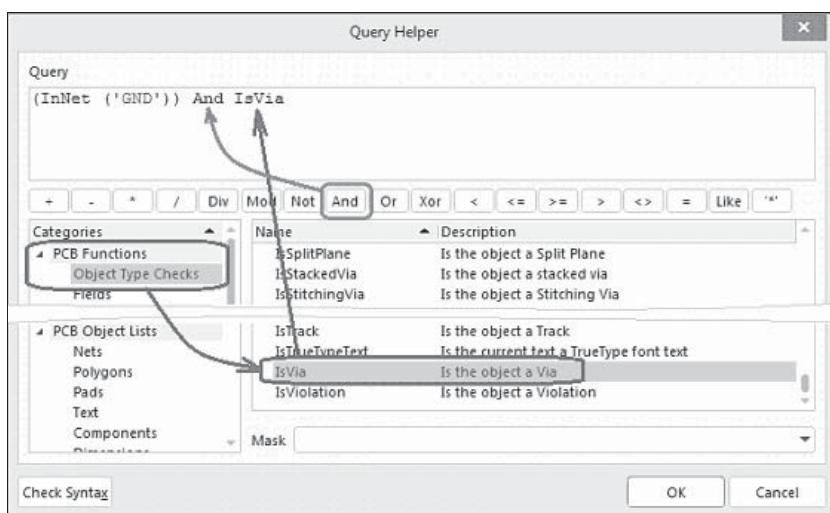 Query Helper
Query
(InNet ('GND')) And IsVia
+ - * / Div Mod Not And Or Xor < <= >= > <> = Like '*'
Categories Name Description
PCB Functions IsSplitPlane Is the object a Split Plane
Object Type Checks IsStackedVia Is the object a stacked via
Fields IsStitchingVia Is the object a Stitching Via
PCB Object Lists IsTrack Is the object a Track
Nets IsTrueTypeText Is the current text a TrueType font text
Polygons IsVia Is the object a Via
Pads IsViolation Is the object a Violation
Text
Components Mask
Dimensions
Check Syntax OK Cancel